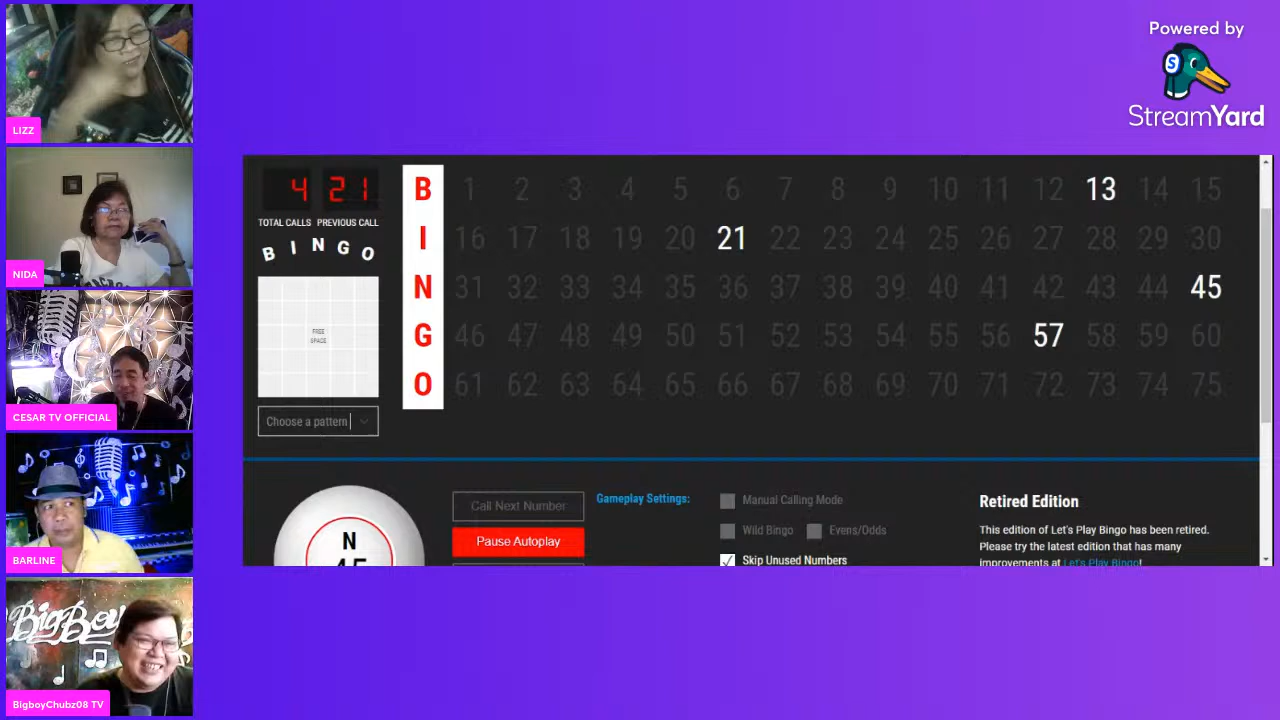 LIZZ
NIDA
CESAR TV OFFICIAL
BARLINE
BigBoy
BigboyChubz08 TV
Powered by
S
StreamYard
4 21
TOTAL CALLS PREVIOUS CALL
B I N G O
FREE
SPACE
Choose a pattern
B 1 2 3 4 5 6 7 8 9 10 11 12 13 14 15
I 16 17 18 19 20 21 22 23 24 25 26 27 28 29 30
N 31 32 33 34 35 36 37 38 39 40 41 42 43 44 45
G 46 47 48 49 50 51 52 53 54 55 56 57 58 59 60
O 61 62 63 64 65 66 67 68 69 70 71 72 73 74 75
N
45
Call Next Number
Pause Autoplay
Gameplay Settings:
Manual Calling Mode
Wild Bingo Evens/Odds
Skip Unused Numbers
Retired Edition
This edition of Let's Play Bingo has been retired.
Please try the latest edition that has many
improvements at Let's Play Bingo!